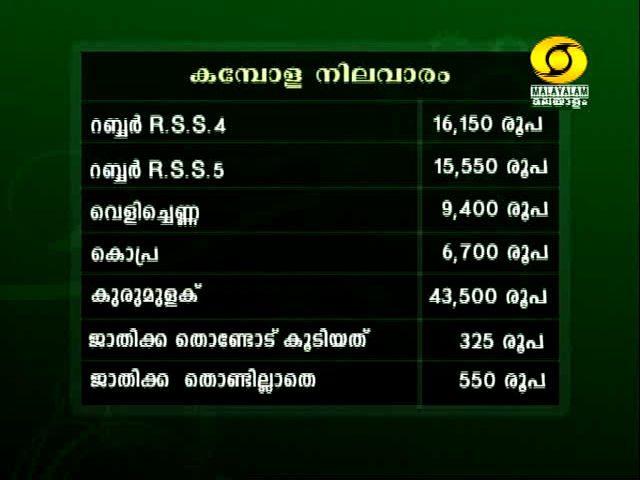 കമ്പോള നിലവാരം
MALAYALAM
മലയാളം
റബ്ബർ R.S.S.4 16,150 രൂപ
റബ്ബർ R.S.S.5 15,550 രൂപ
വെളിച്ചെണ്ണ 9,400 രൂപ
കൊപ്ര 6,700 രൂപ
കുരുമുളക് 43,500 രൂപ
ജാതിക്ക തൊണ്ടോട് കൂടിയത് 325 രൂപ
ജാതിക്ക തൊണ്ടില്ലാതെ 550 രൂപ